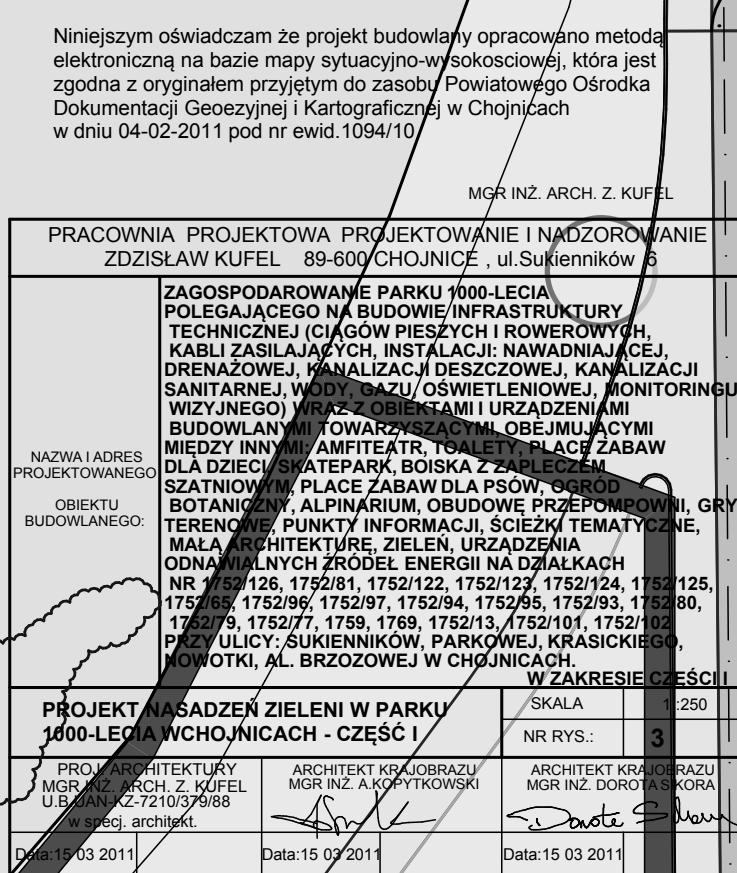 Niniejszym oświadczam że projekt budowlany opracowano metodą
elektroniczną na bazie mapy sytuacyjno-wysokosciowej, która jest
zgodna z oryginałem przyjętym do zasobu Powiatowego Ośrodka
Dokumentacji Geoezyjnej i Kartograficznej w Chojnicach
w dniu 04-02-2011 pod nr ewid.1094/10
MGR INŻ. ARCH. Z. KUFEL
PRACOWNIA PROJEKTOWA PROJEKTOWANIE I NADZOROWANIE
ZDZISŁAW KUFEL 89-600 CHOJNICE , ul.Sukienników 6
NAZWA I ADRES
PROJEKTOWANEGO
OBIEKTU
BUDOWLANEGO:
ZAGOSPODAROWANIE PARKU 1000-LECIA
POLEGAJĄCEGO NA BUDOWIE INFRASTRUKTURY
TECHNICZNEJ (CIĄGÓW PIESZYCH I ROWEROWYCH,
KABLI ZASILAJĄCYCH, INSTALACJI: NAWADNIAJĄCEJ,
DRENAŻOWEJ, KANALIZACJI DESZCZOWEJ, KANALIZACJI
SANITARNEJ, WODY, GAZU, OŚWIETLENIOWEJ, MONITORINGU
WIZYJNEGO) WRAZ Z OBIEKTAMI I URZĄDZENIAMI
BUDOWLANYMI TOWARZYSZĄCYMI, OBEJMUJĄCYMI
MIĘDZY INNYMI: AMFITEATR, TOALETY, PLACE ZABAW
DLA DZIECI, SKATEPARK, BOISKA Z ZAPLECZEM
SZATNIOWYM, PLACE ZABAW DLA PSÓW, OGRÓD
BOTANICZNY, ALPINARIUM, OBUDOWĘ PRZEPOMPOWNI, GRY
TERENOWE, PUNKTY INFORMACJI, ŚCIEŻKI TEMATYCZNE,
MAŁĄ ARCHITEKTURĘ, ZIELEŃ, URZĄDZENIA
ODNAWIALNYCH ŹRÓDEŁ ENERGII NA DZIAŁKACH
NR 1752/126, 1752/81, 1752/122, 1752/123, 1752/124, 1752/125,
1752/65, 1752/96, 1752/97, 1752/94, 1752/95, 1752/93, 1752/80,
1752/79, 1752/77, 1759, 1769, 1752/13, 1752/101, 1752/102
PRZY ULICY: SUKIENNIKÓW, PARKOWEJ, KRASICKIEGO,
NOWOTKI, AL. BRZOZOWEJ W CHOJNICACH.
W ZAKRESIE CZĘŚCI I
PROJEKT NASADZEŃ ZIELENI W PARKU
1000-LECIA WCHOJNICACH - CZĘŚĆ I
SKALA 1:250
NR RYS.: 3
PROJ. ARCHITEKTURY
MGR INŻ. ARCH. Z. KUFEL
U.B.UAN-KZ-7210/379/88
w specj. architekt.
Data:15 03 2011
ARCHITEKT KRAJOBRAZU
MGR INŻ. A.KOPYTKOWSKI
Data:15 03 2011
ARCHITEKT KRAJOBRAZU
MGR INŻ. DOROTA SIKORA
Data:15 03 2011